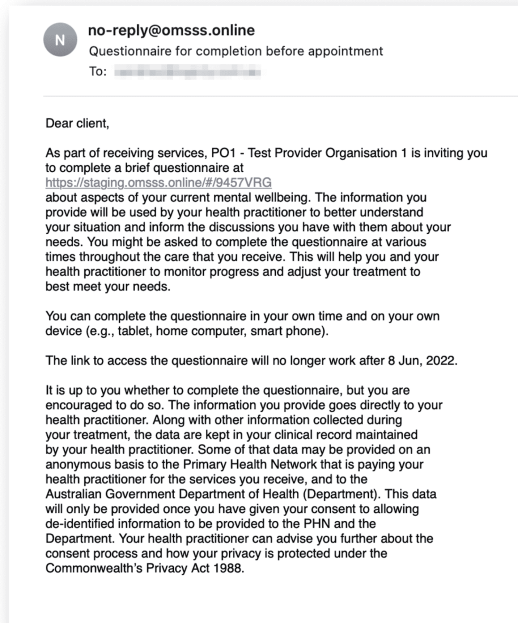 N
no-reply@omsss.online
Questionnaire for completion before appointment
To:
Dear client,
As part of receiving services, PO1 - Test Provider Organisation 1 is inviting you
to complete a brief questionnaire at
https://staging.omsss.online/#/9457VRG
about aspects of your current mental wellbeing. The information you
provide will be used by your health practitioner to better understand
your situation and inform the discussions you have with them about your
needs. You might be asked to complete the questionnaire at various
times throughout the care that you receive. This will help you and your
health practitioner to monitor progress and adjust your treatment to
best meet your needs.
You can complete the questionnaire in your own time and on your own
device (e.g., tablet, home computer, smart phone).
The link to access the questionnaire will no longer work after 8 Jun, 2022.
It is up to you whether to complete the questionnaire, but you are
encouraged to do so. The information you provide goes directly to your
health practitioner. Along with other information collected during
your treatment, the data are kept in your clinical record maintained
by your health practitioner. Some of that data may be provided on an
anonymous basis to the Primary Health Network that is paying your
health practitioner for the services you receive, and to the
Australian Government Department of Health (Department). This data
will only be provided once you have given your consent to allowing
de-identified information to be provided to the PHN and the
Department. Your health practitioner can advise you further about the
consent process and how your privacy is protected under the
Commonwealth's Privacy Act 1988.